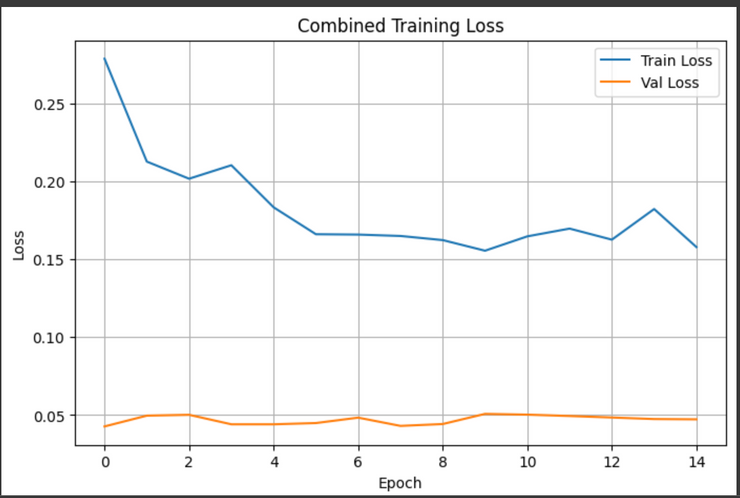 Combined Training Loss
Train Loss
Val Loss
0.25
0.20
0.15
0.10
0.05
Loss
0 2 4 6 8 10 12 14
Epoch